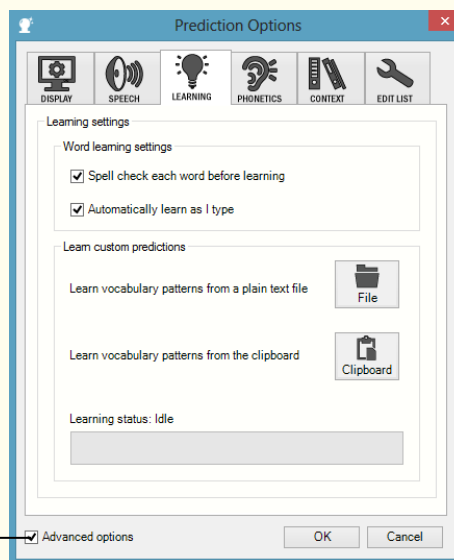 Prediction Options
DISPLAY SPEECH LEARNING PHONETICS CONTEXT EDIT LIST
Learning settings
Word learning settings
Spell check each word before learning
Automatically learn as I type
Learn custom predictions
Learn vocabulary patterns from a plain text file
File
Learn vocabulary patterns from the clipboard
Clipboard
Learning status: Idle
Advanced options OK Cancel